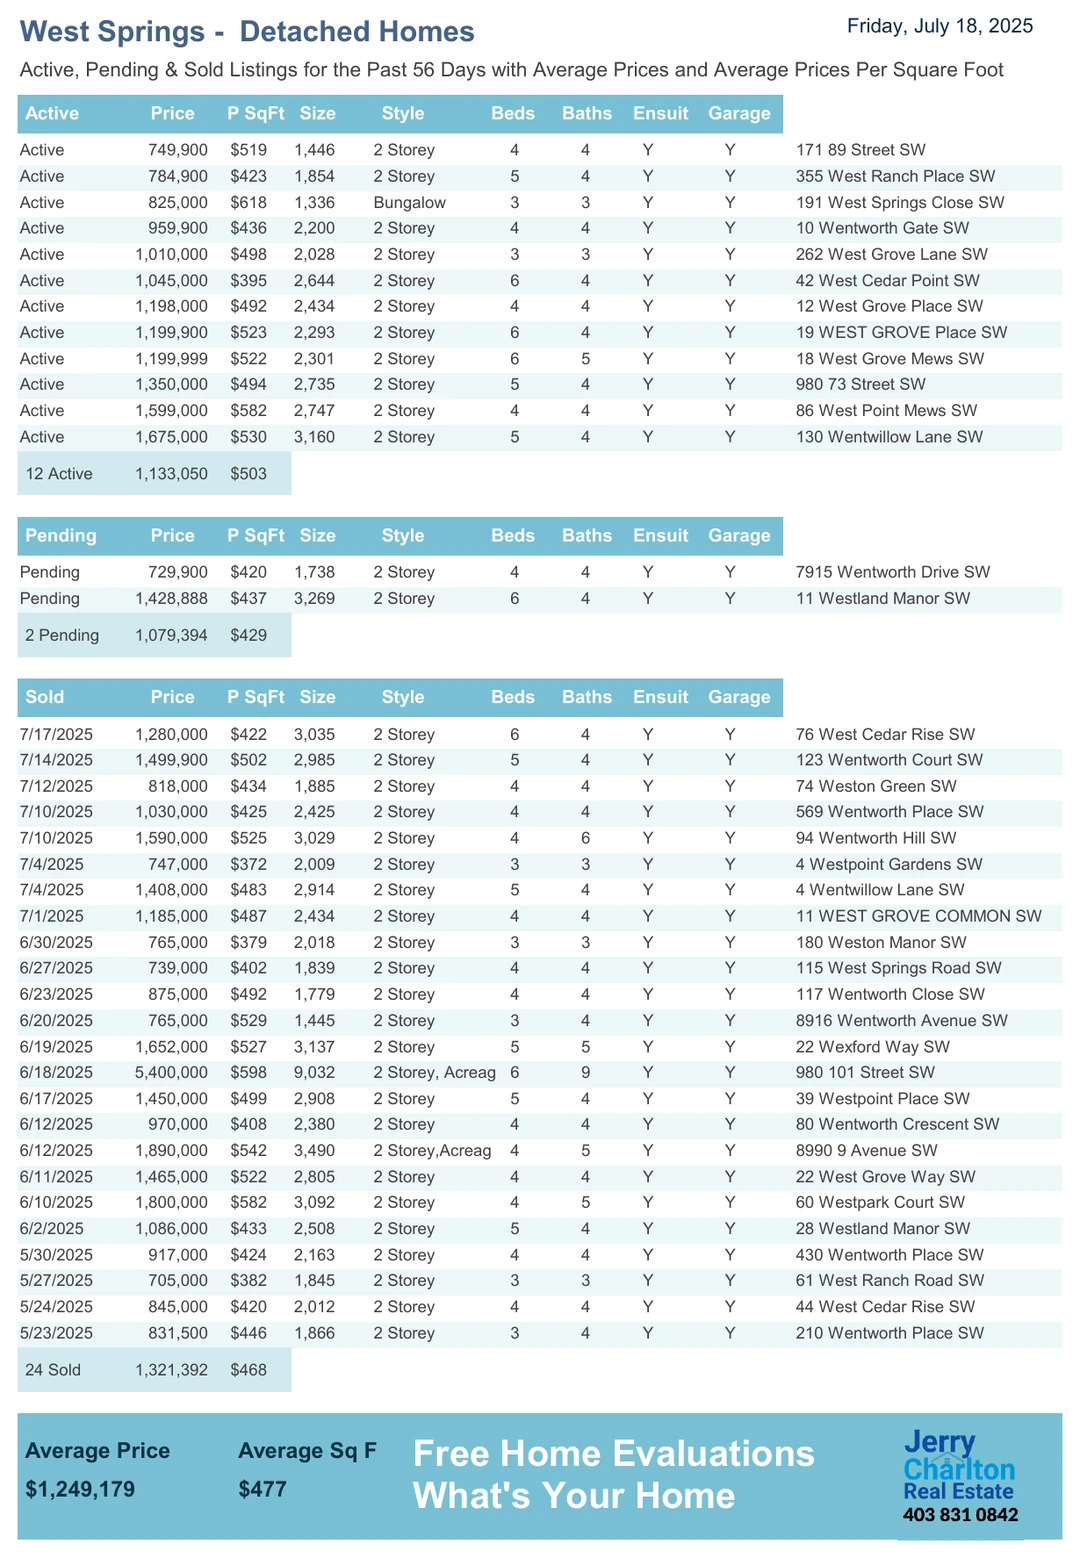 West Springs -  Detached Homes
Friday, July 18, 2025
Active, Pending & Sold Listings for the Past 56 Days with Average Prices and Average Prices Per Square Foot
Active Price P SqFt Size Style Beds Baths Ensuit Garage
Active 749,900 $519 1,446 2 Storey 4 4 Y Y 171 89 Street SW
Active 784,900 $423 1,854 2 Storey 5 4 Y Y 355 West Ranch Place SW
Active 825,000 $618 1,336 Bungalow 3 3 Y Y 191 West Springs Close SW
Active 959,900 $436 2,200 2 Storey 4 4 Y Y 10 Wentworth Gate SW
Active 1,010,000 $498 2,028 2 Storey 3 3 Y Y 262 West Grove Lane SW
Active 1,045,000 $395 2,644 2 Storey 6 4 Y Y 42 West Cedar Point SW
Active 1,198,000 $492 2,434 2 Storey 4 4 Y Y 12 West Grove Place SW
Active 1,199,900 $523 2,293 2 Storey 6 4 Y Y 19 WEST GROVE Place SW
Active 1,199,999 $522 2,301 2 Storey 6 5 Y Y 18 West Grove Mews SW
Active 1,350,000 $494 2,735 2 Storey 5 4 Y Y 980 73 Street SW
Active 1,599,000 $582 2,747 2 Storey 4 4 Y Y 86 West Point Mews SW
Active 1,675,000 $530 3,160 2 Storey 5 4 Y Y 130 Wentwillow Lane SW
12 Active 1,133,050 $503
Pending Price P SqFt Size Style Beds Baths Ensuit Garage
Pending 729,900 $420 1,738 2 Storey 4 4 Y Y 7915 Wentworth Drive SW
Pending 1,428,888 $437 3,269 2 Storey 6 4 Y Y 11 Westland Manor SW
2 Pending 1,079,394 $429
Sold Price P SqFt Size Style Beds Baths Ensuit Garage
7/17/2025 1,280,000 $422 3,035 2 Storey 6 4 Y Y 76 West Cedar Rise SW
7/14/2025 1,499,900 $502 2,985 2 Storey 5 4 Y Y 123 Wentworth Court SW
7/12/2025 818,000 $434 1,885 2 Storey 4 4 Y Y 74 Weston Green SW
7/10/2025 1,030,000 $425 2,425 2 Storey 4 4 Y Y 569 Wentworth Place SW
7/10/2025 1,590,000 $525 3,029 2 Storey 4 6 Y Y 94 Wentworth Hill SW
7/4/2025 747,000 $372 2,009 2 Storey 3 3 Y Y 4 Westpoint Gardens SW
7/4/2025 1,408,000 $483 2,914 2 Storey 5 4 Y Y 4 Wentwillow Lane SW
7/1/2025 1,185,000 $487 2,434 2 Storey 4 4 Y Y 11 WEST GROVE COMMON SW
6/30/2025 765,000 $379 2,018 2 Storey 3 3 Y Y 180 Weston Manor SW
6/27/2025 739,000 $402 1,839 2 Storey 4 4 Y Y 115 West Springs Road SW
6/23/2025 875,000 $492 1,779 2 Storey 4 4 Y Y 117 Wentworth Close SW
6/20/2025 765,000 $529 1,445 2 Storey 3 4 Y Y 8916 Wentworth Avenue SW
6/19/2025 1,652,000 $527 3,137 2 Storey 5 5 Y Y 22 Wexford Way SW
6/18/2025 5,400,000 $598 9,032 2 Storey, Acreag 6 9 Y Y 980 101 Street SW
6/17/2025 1,450,000 $499 2,908 2 Storey 5 4 Y Y 39 Westpoint Place SW
6/12/2025 970,000 $408 2,380 2 Storey 4 4 Y Y 80 Wentworth Crescent SW
6/12/2025 1,890,000 $542 3,490 2 Storey,Acreag 4 5 Y Y 8990 9 Avenue SW
6/11/2025 1,465,000 $522 2,805 2 Storey 4 4 Y Y 22 West Grove Way SW
6/10/2025 1,800,000 $582 3,092 2 Storey 4 5 Y Y 60 Westpark Court SW
6/2/2025 1,086,000 $433 2,508 2 Storey 5 4 Y Y 28 Westland Manor SW
5/30/2025 917,000 $424 2,163 2 Storey 4 4 Y Y 430 Wentworth Place SW
5/27/2025 705,000 $382 1,845 2 Storey 3 3 Y Y 61 West Ranch Road SW
5/24/2025 845,000 $420 2,012 2 Storey 4 4 Y Y 44 West Cedar Rise SW
5/23/2025 831,500 $446 1,866 2 Storey 3 4 Y Y 210 Wentworth Place SW
24 Sold 1,321,392 $468
Average Price Average Sq F
$1,249,179 $477
Free Home Evaluations
What's Your Home
Jerry
Charlton
Real Estate
403 831 0842